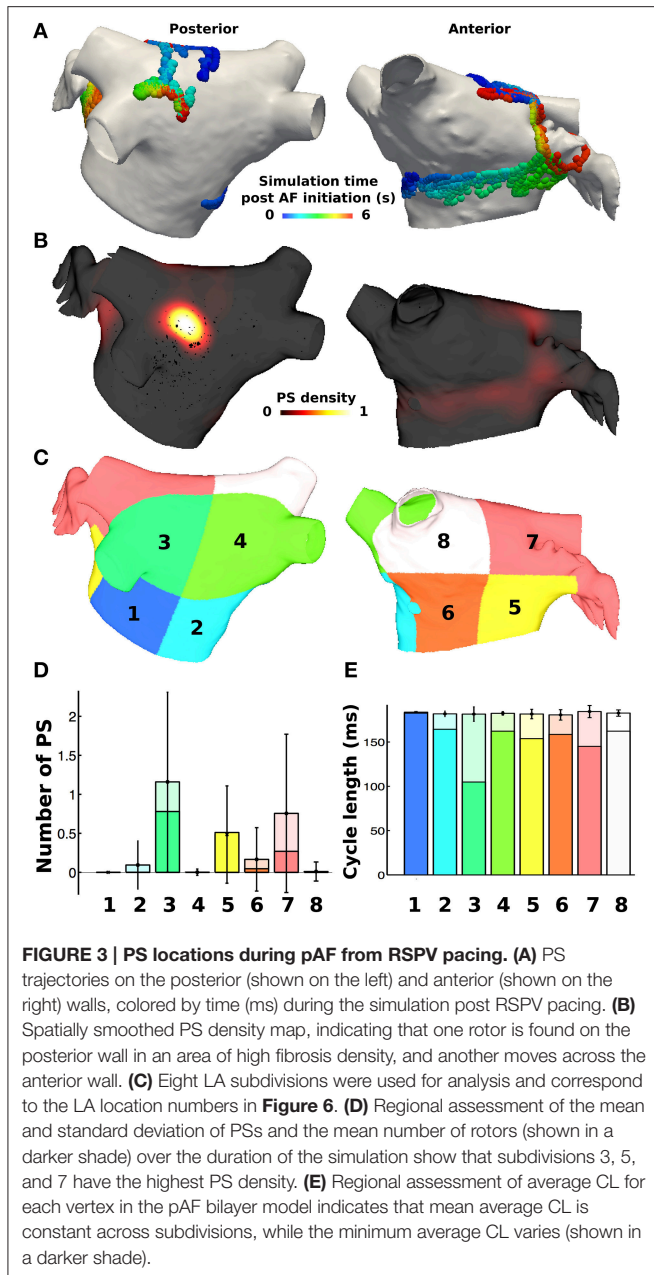 A
Posterior
Anterior
Simulation time
post AF initiation (s)
0 6
B
PS density
0 1
C
3
4
1
2
8
7
6
5
D
Number of PS
2
1.5
1
0.5
0
1 2 3 4 5 6 7 8
E
Cycle length (ms)
150
100
50
0
1 2 3 4 5 6 7 8
FIGURE 3 | PS locations during pAF from RSPV pacing. (A) PS
trajectories on the posterior (shown on the left) and anterior (shown on the
right) walls, colored by time (ms) during the simulation post RSPV pacing. (B)
Spatially smoothed PS density map, indicating that one rotor is found on the
posterior wall in an area of high fibrosis density, and another moves across the
anterior wall. (C) Eight LA subdivisions were used for analysis and correspond
to the LA location numbers in Figure 6. (D) Regional assessment of the mean
and standard deviation of PSs and the mean number of rotors (shown in a
darker shade) over the duration of the simulation show that subdivisions 3, 5,
and 7 have the highest PS density. (E) Regional assessment of average CL for
each vertex in the pAF bilayer model indicates that mean average CL is
constant across subdivisions, while the minimum average CL varies (shown in
a darker shade).